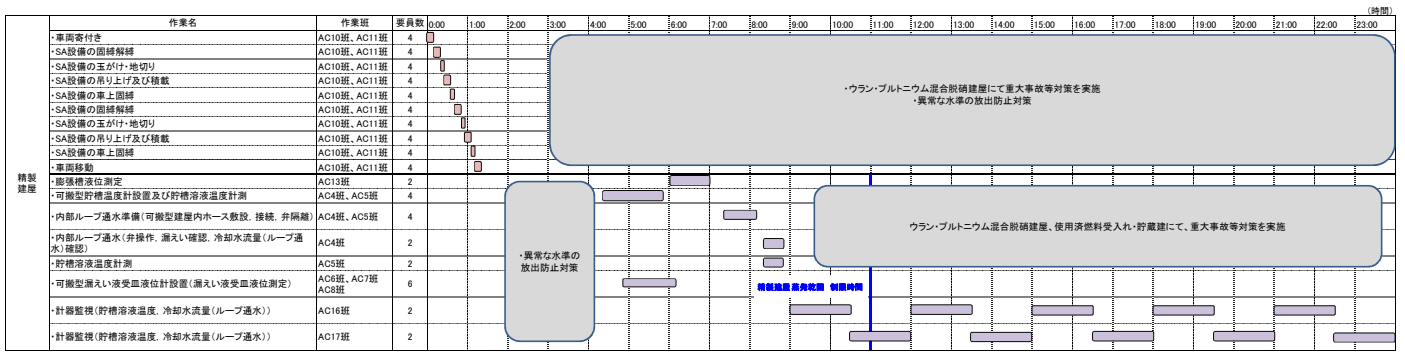 (時間)
作業名 作業班 要員数 0:00 1:00 2:00 3:00 4:00 5:00 6:00 7:00 8:00 9:00 10:00 11:00 12:00 13:00 14:00 15:00 16:00 17:00 18:00 19:00 20:00 21:00 22:00 23:00
精製
建屋
・車両寄付き AC10班、AC11班 4
・SA設備の固縛解縛 AC10班、AC11班 4
・SA設備の玉がけ・地切り AC10班、AC11班 4
・SA設備の吊り上げ及び積載 AC10班、AC11班 4
・SA設備の車上固縛 AC10班、AC11班 4
・SA設備の固縛解縛 AC10班、AC11班 4
・SA設備の玉がけ・地切り AC10班、AC11班 4
・SA設備の吊り上げ及び積載 AC10班、AC11班 4
・SA設備の車上固縛 AC10班、AC11班 4
・車両移動 AC10班、AC11班 4
・ウラン・プルトニウム混合脱硝建屋にて重大事故等対策を実施
・異常な水準の放出防止対策
・膨張槽液位測定 AC13班 2
・可搬型貯槽温度計設置及び貯槽溶液温度計測 AC4班、AC5班 4
・内部ループ通水準備(可搬型建屋内ホース敷設, 接続, 弁隔離) AC4班、AC5班 4
・内部ループ通水(弁操作, 漏えい確認, 冷却水流量(ループ通
水)確認) AC4班 2
・貯槽溶液温度計測 AC5班 2
・可搬型漏えい液受皿液位計設置(漏えい液受皿液位測定) AC6班、AC7班
AC8班 6
・計器監視(貯槽溶液温度, 冷却水流量(ループ通水)) AC16班 2
・計器監視(貯槽溶液温度, 冷却水流量(ループ通水)) AC17班 2
・異常な水準の
放出防止対策
ウラン・プルトニウム混合脱硝建屋、使用済燃料受入れ・貯蔵建にて、重大事故等対策を実施
精製建屋蒸発乾固 制限時間